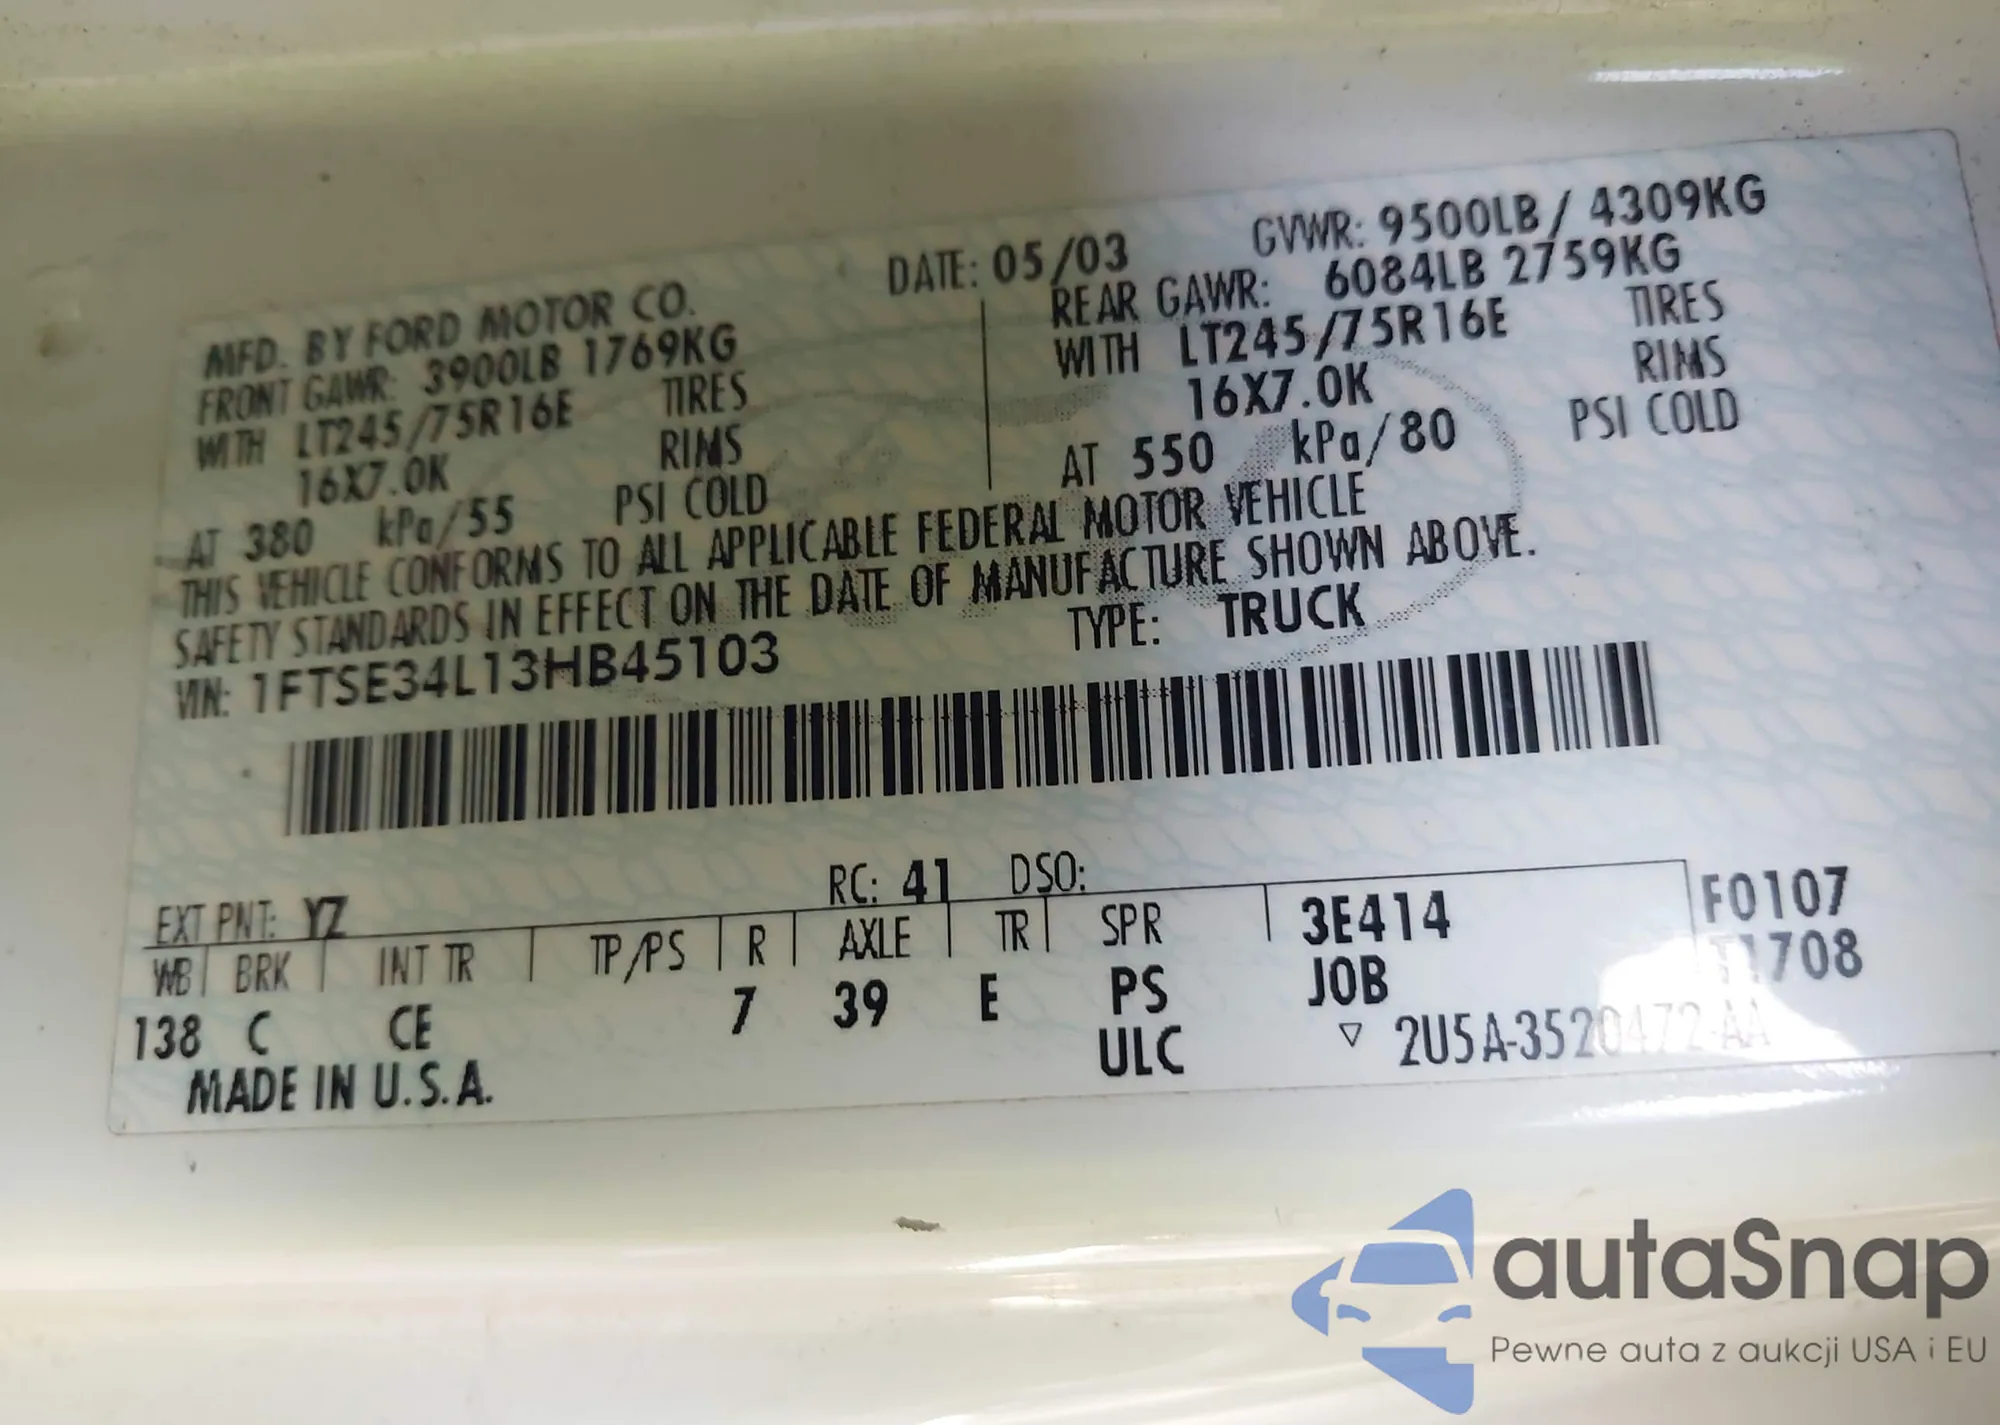 MFD. BY FORD MOTOR CO.
DATE: 05/03
GVWR: 9500LB / 4309KG
FRONT GAWR: 3900LB 1769KG
WITH LT245/75R16E TIRES
16X7.0K RIMS
AT 380 kPa/55 PSI COLD
REAR GAWR: 6084LB 2759KG
WITH LT245/75R16E TIRES
16X7.0K RIMS
AT 550 kPa/80 PSI COLD
THIS VEHICLE CONFORMS TO ALL APPLICABLE FEDERAL MOTOR VEHICLE
SAFETY STANDARDS IN EFFECT ON THE DATE OF MANUFACTURE SHOWN ABOVE.
VIN: 1FTSE34L13HB45103
TYPE: TRUCK
EXT PNT: YZ RC: 41 DSO:
WB BRK INT TR TP/PS R AXLE TR SPR 3E414 F0107
138 C CE 7 39 E PS JOB T1708
ULC ▽ 2U5A-3520472-AA
MADE IN U.S.A.
autaSnap
Pewne auta z aukcji USA i EU